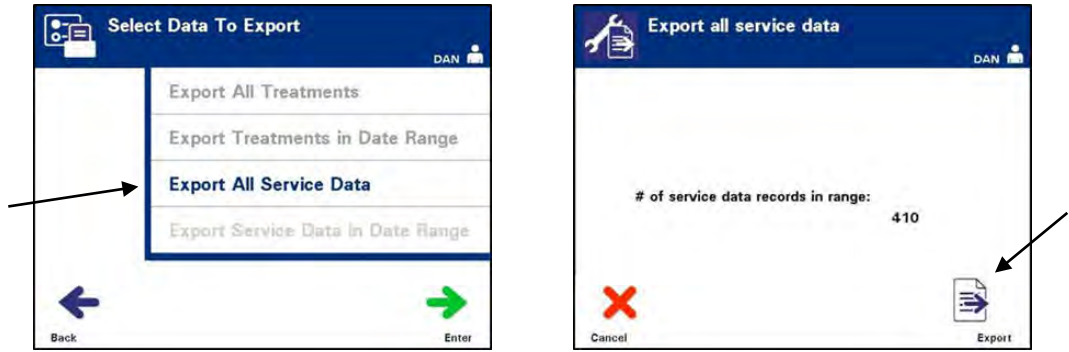 Select Data To Export
DAN
Export All Treatments
Export Treatments in Date Range
Export All Service Data
Export Service Data in Date Range
Back
Enter
Export all service data
DAN
# of service data records in range:
410
Cancel
Export